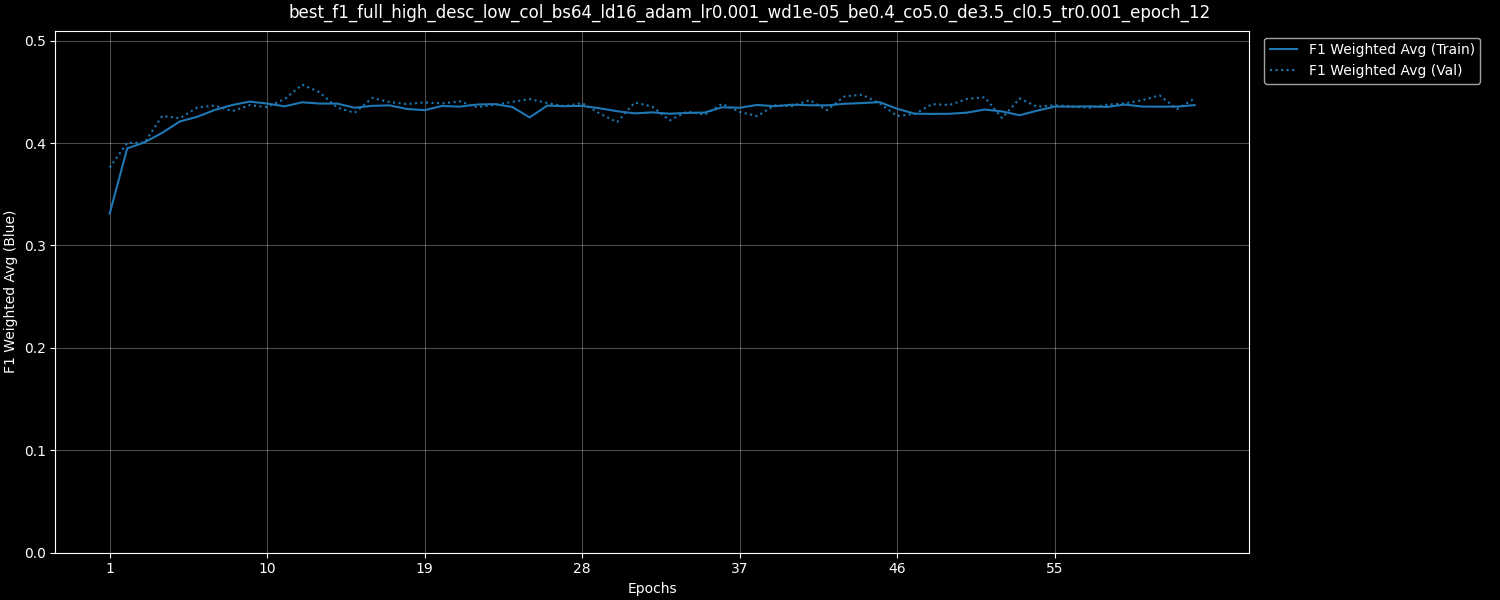 best_f1_full_high_desc_low_col_bs64_ld16_adam_lr0.001_wd1e-05_be0.4_co5.0_de3.5_cl0.5_tr0.001_epoch_12
F1 Weighted Avg (Train)
F1 Weighted Avg (Val)
F1 Weighted Avg (Blue)
0.5
0.4
0.3
0.2
0.1
0.0
1 10 19 28 37 46 55
Epochs